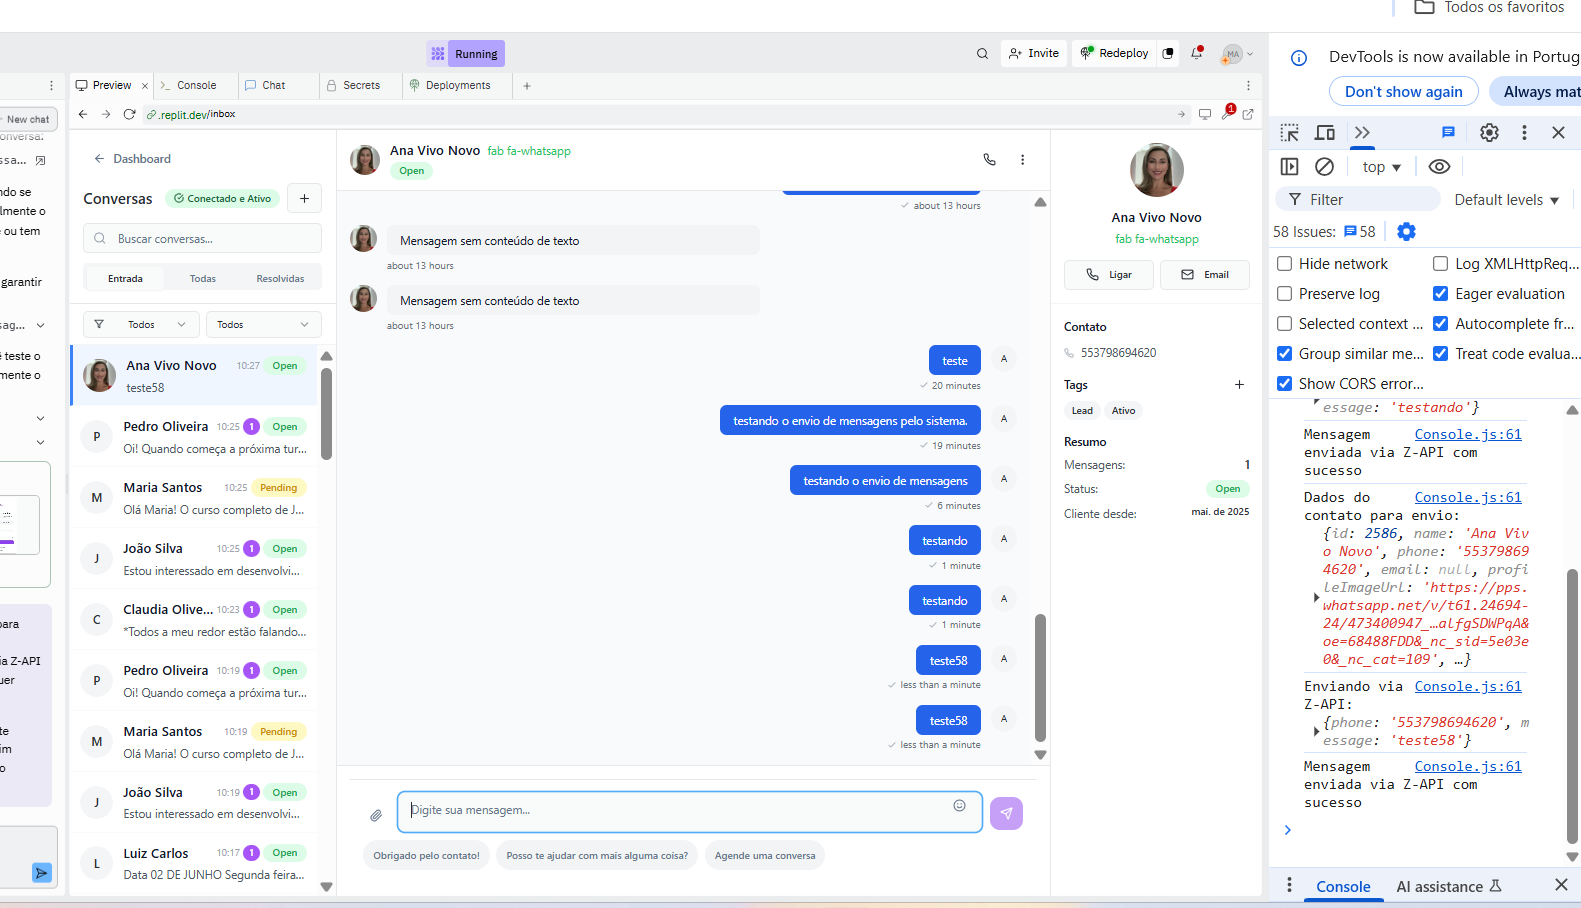 Todos os favoritos
Running
Invite
Redeploy
MA
Preview
Console
Chat
Secrets
Deployments
.replit.dev/inbox
1
New chat
onversa:
ssa...
ndo se
lmente o
e ou tem
garantir
sag...
ê teste o
mente o
para
ia Z-API
uer
te
im
o
Dashboard
Conversas
Conectado e Ativo
Buscar conversas...
Entrada
Todas
Resolvidas
Todos
Todos
Ana Vivo Novo
10:27
Open
teste58
P
Pedro Oliveira
10:25
1
Open
Oi! Quando começa a próxima tur...
M
Maria Santos
10:25
Pending
Olá Maria! O curso completo de J...
J
João Silva
10:25
1
Open
Estou interessado em desenvolvi...
C
Claudia Olive...
10:23
1
Open
*Todos a meu redor estão falando...
P
Pedro Oliveira
10:19
1
Open
Oi! Quando começa a próxima tur...
M
Maria Santos
10:19
Pending
Olá Maria! O curso completo de J...
J
João Silva
10:19
1
Open
Estou interessado em desenvolvi...
L
Luiz Carlos
10:17
1
Open
Data 02 DE JUNHO Segunda feira...
Ana Vivo Novo
fab fa-whatsapp
Open
about 13 hours
Mensagem sem conteúdo de texto
about 13 hours
Mensagem sem conteúdo de texto
about 13 hours
teste
A
20 minutes
testando o envio de mensagens pelo sistema.
A
19 minutes
testando o envio de mensagens
A
6 minutes
testando
A
1 minute
testando
A
1 minute
teste58
A
less than a minute
teste58
A
less than a minute
Digite sua mensagem...
Obrigado pelo contato!
Posso te ajudar com mais alguma coisa?
Agende uma conversa
Ana Vivo Novo
fab fa-whatsapp
Ligar
Email
Contato
553798694620
Tags
Lead
Ativo
Resumo
Mensagens:
1
Status:
Open
Cliente desde:
mai. de 2025
DevTools is now available in Portug
Don't show again
Always mat
top
Filter
Default levels
58 Issues:
58
Hide network
Log XMLHttpReq...
Preserve log
Eager evaluation
Selected context ...
Autocomplete fr...
Group similar me...
Treat code evalua...
Show CORS error...
essage: 'testando'}
Mensagem
Console.js:61
enviada via Z-API com
sucesso
Dados do
Console.js:61
contato para envio:
{id: 2586, name: 'Ana Viv
o Novo', phone: '55379869
4620', email: null, profi
leImageUrl: 'https://pps.
whatsapp.net/v/t61.24694-
24/473400947_…alfgSDWPqA&
oe=68488FDD&_nc_sid=5e03e
0&_nc_cat=109', …}
Enviando via
Console.js:61
Z-API:
{phone: '553798694620', m
essage: 'teste58'}
Mensagem
Console.js:61
enviada via Z-API com
sucesso
Console
AI assistance